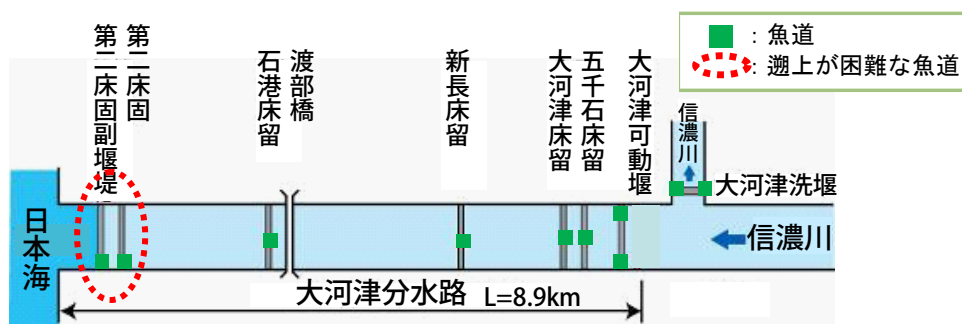 ：魚道
：遡上が困難な魚道
第二床固副堰堤
第二床固
石港床留
渡部橋
新長床留
大河津床留
五千石床留
大河津可動堰
信濃川
大河津洗堰
日本海
信濃川
大河津分水路 L=8.9km